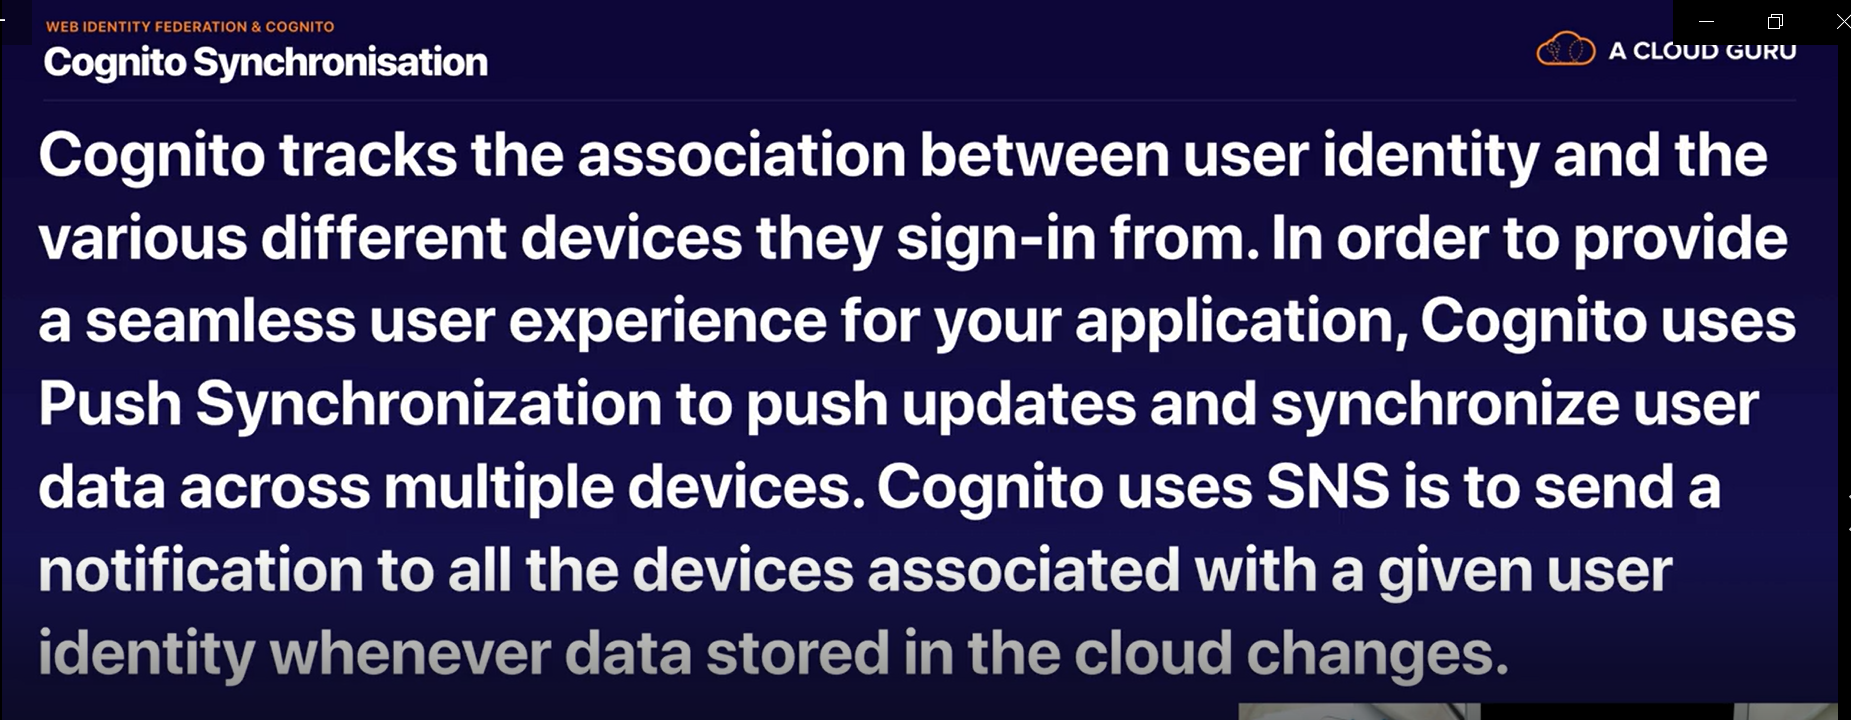 WEB IDENTITY FEDERATION & COGNITO
Cognito Synchronisation
A CLOUD GURU
Cognito tracks the association between user identity and the
various different devices they sign-in from. In order to provide
a seamless user experience for your application, Cognito uses
Push Synchronization to push updates and synchronize user
data across multiple devices. Cognito uses SNS is to send a
notification to all the devices associated with a given user
identity whenever data stored in the cloud changes.